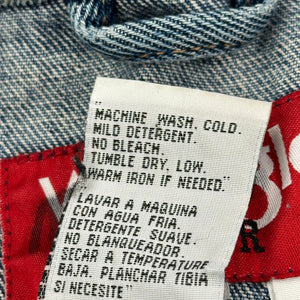 "MACHINE WASH, COLD.
MILD DETERGENT.
NO BLEACH.
TUMBLE DRY, LOW.
WARM IRON IF NEEDED."
LAVAR A MAQUINA
CON AGUA FRIA.
DETERGENTE SUAVE.
NO BLANQUEADOR.
SECAR A TEMPERATURE
BAJA. PLANCHAR TIBIA
SI NECESITE"